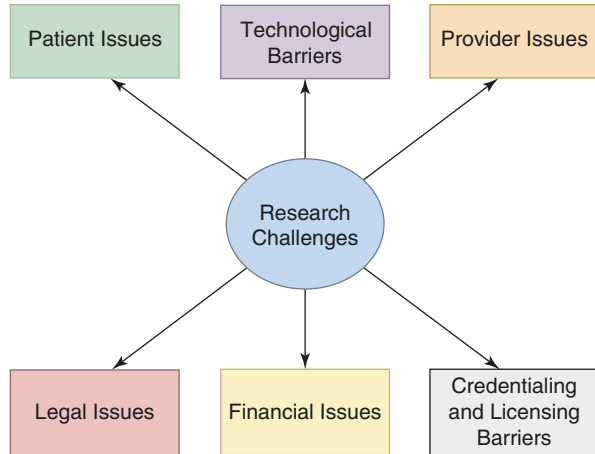 Patient Issues
Technological
Barriers
Provider Issues
Research
Challenges
Legal Issues
Financial Issues
Credentialing
and Licensing
Barriers